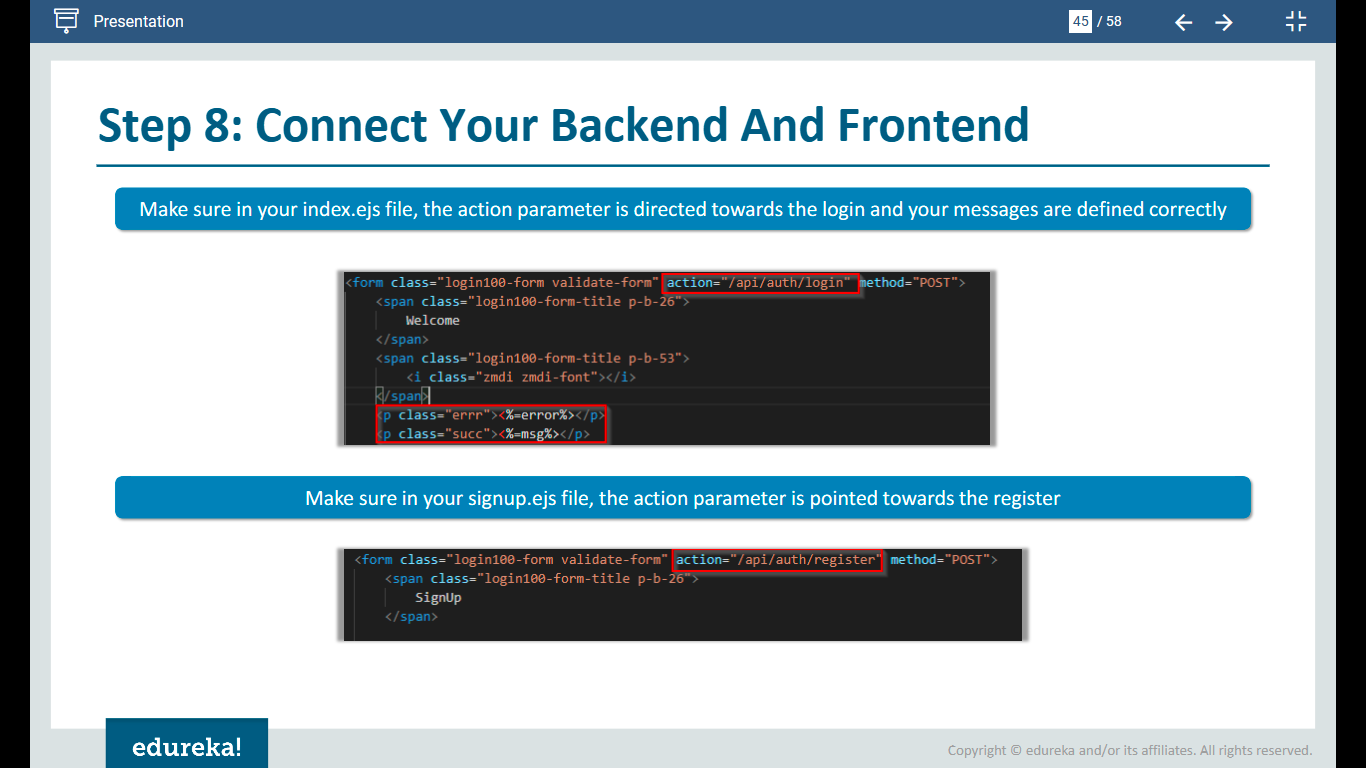 Presentation
45 / 58
Step 8: Connect Your Backend And Frontend
Make sure in your index.ejs file, the action parameter is directed towards the login and your messages are defined correctly
<form class="login100-form validate-form" action="/api/auth/login" method="POST">
<span class="login100-form-title p-b-26">
Welcome
</span>
<span class="login100-form-title p-b-53">
<i class="zmdi zmdi-font"></i>
</span>
<p class="errr"><%=error%></p>
<p class="succ"><%=msg%></p>
Make sure in your signup.ejs file, the action parameter is pointed towards the register
<form class="login100-form validate-form" action="/api/auth/register" method="POST">
<span class="login100-form-title p-b-26">
SignUp
</span>
edureka!
Copyright © edureka and/or its affiliates. All rights reserved.